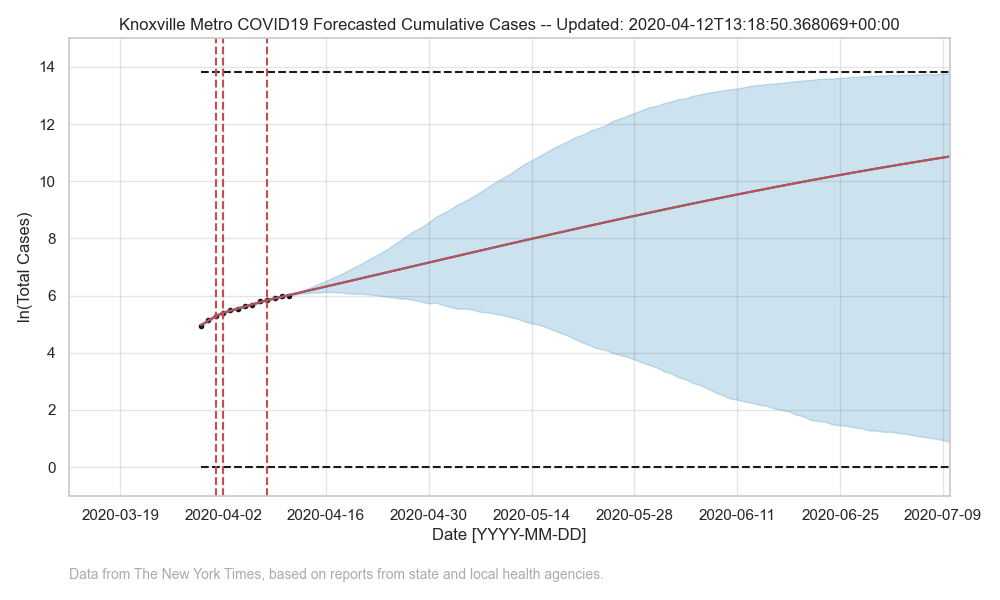 Knoxville Metro COVID19 Forecasted Cumulative Cases -- Updated: 2020-04-12T13:18:50.368069+00:00
ln(Total Cases)
14
12
10
8
6
4
2
0
2020-03-19 2020-04-02 2020-04-16 2020-04-30 2020-05-14 2020-05-28 2020-06-11 2020-06-25 2020-07-09
Date [YYYY-MM-DD]
Data from The New York Times, based on reports from state and local health agencies.